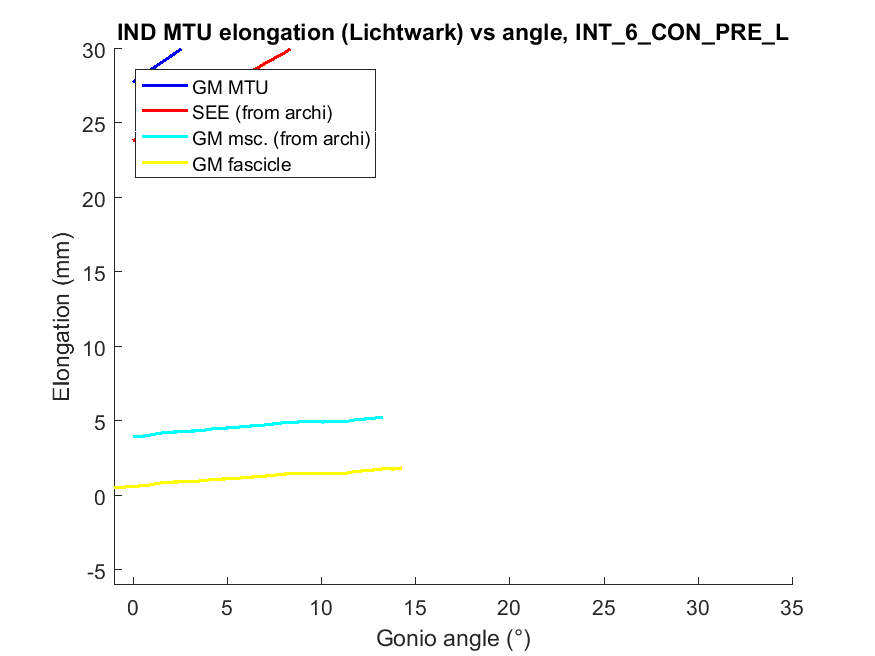 IND MTU elongation (Lichtwark) vs angle, INT_6_CON_PRE_L
30
GM MTU
SEE (from archi)
GM msc. (from archi)
GM fascicle
25
20
15
10
5
0
-5
Elongation (mm)
0 5 10 15 20 25 30 35
Gonio angle (°)